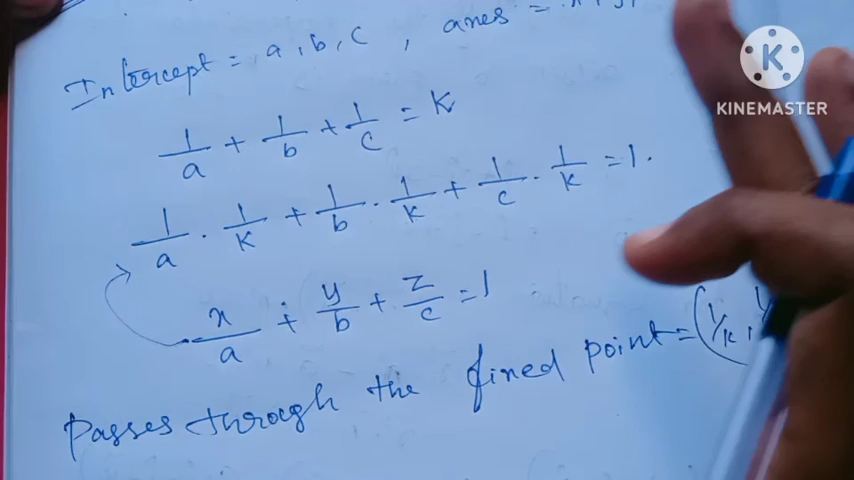 Intercept = a, b, c , axes =
1/a + 1/b + 1/c = K
1/a . 1/K + 1/b . 1/K + 1/c . 1/K = 1.
x/a + y/b + z/c = 1
Passes through the fixed point = (1/K,
K
KINEMASTER